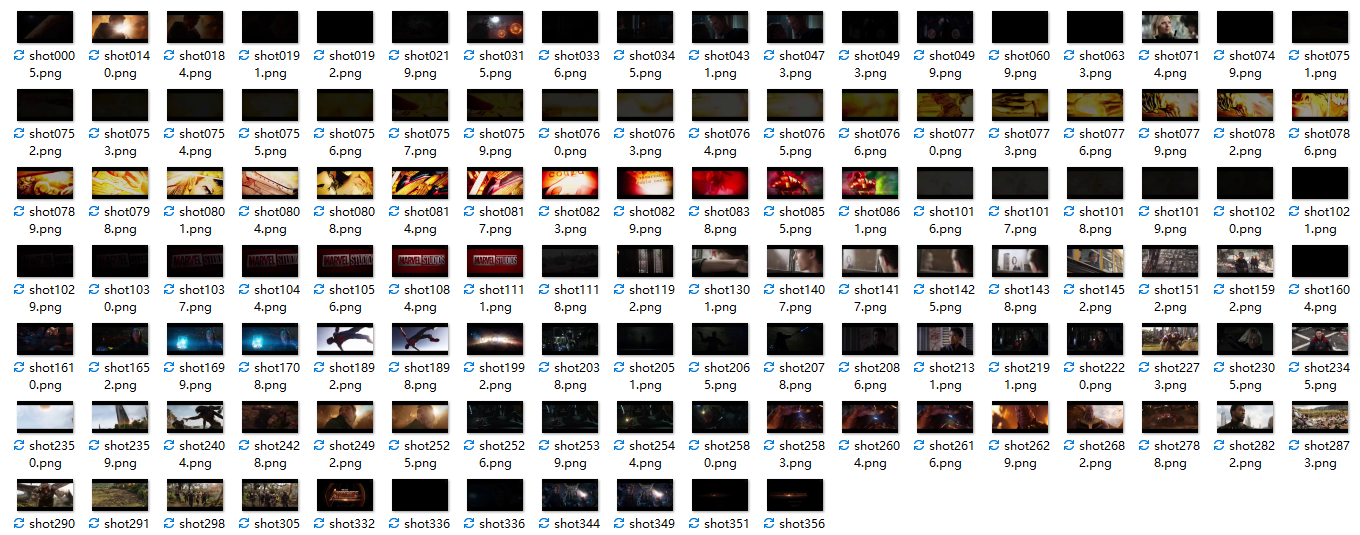 shot000 shot014 shot018 shot019 shot019 shot021 shot031 shot033 shot034 shot043 shot047 shot049 shot049 shot060 shot063 shot071 shot074 shot075
5.png 0.png 4.png 1.png 2.png 9.png 5.png 6.png 5.png 1.png 3.png 3.png 9.png 9.png 3.png 4.png 9.png 1.png
shot075 shot075 shot075 shot075 shot075 shot075 shot075 shot076 shot076 shot076 shot076 shot076 shot077 shot077 shot077 shot077 shot078 shot078
2.png 3.png 4.png 5.png 6.png 7.png 9.png 0.png 3.png 4.png 5.png 6.png 0.png 3.png 6.png 9.png 2.png 6.png
shot078 shot079 shot080 shot080 shot080 shot081 shot081 shot082 shot082 shot083 shot085 shot086 shot101 shot101 shot101 shot101 shot102 shot102
9.png 8.png 1.png 4.png 8.png 4.png 7.png 3.png 9.png 8.png 5.png 1.png 6.png 7.png 8.png 9.png 0.png 1.png
MARVEL STUDIOS MARVEL STUDIOS MARVEL STUDIOS
shot102 shot103 shot103 shot104 shot105 shot108 shot111 shot111 shot119 shot130 shot140 shot141 shot142 shot143 shot145 shot151 shot159 shot160
9.png 0.png 7.png 4.png 6.png 4.png 1.png 8.png 2.png 1.png 7.png 7.png 5.png 8.png 2.png 2.png 2.png 4.png
shot161 shot165 shot169 shot170 shot189 shot189 shot199 shot203 shot205 shot206 shot207 shot208 shot213 shot219 shot222 shot227 shot230 shot234
0.png 2.png 9.png 8.png 2.png 8.png 2.png 8.png 1.png 5.png 8.png 6.png 1.png 1.png 0.png 3.png 5.png 5.png
shot235 shot235 shot240 shot242 shot249 shot252 shot252 shot253 shot254 shot258 shot258 shot260 shot261 shot262 shot268 shot278 shot282 shot287
0.png 9.png 4.png 8.png 2.png 5.png 6.png 9.png 4.png 0.png 3.png 4.png 6.png 9.png 2.png 8.png 2.png 3.png
shot290 shot291 shot298 shot305 shot332 shot336 shot336 shot344 shot349 shot351 shot356